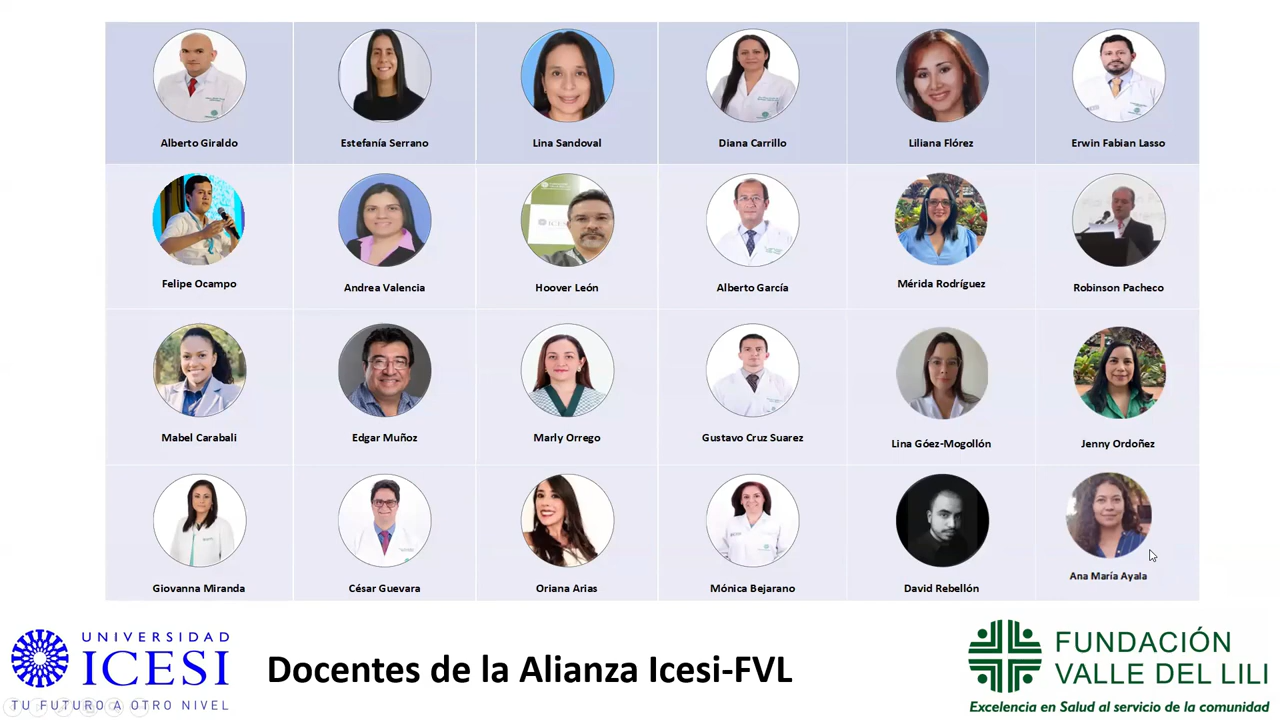 Alberto Giraldo
Estefanía Serrano
Lina Sandoval
Diana Carrillo
Liliana Flórez
Erwin Fabian Lasso
Felipe Ocampo
Andrea Valencia
Hoover León
Alberto García
Mérida Rodríguez
Robinson Pacheco
Mabel Carabali
Edgar Muñoz
Marly Orrego
Gustavo Cruz Suarez
Lina Góez-Mogollón
Jenny Ordoñez
Giovanna Miranda
César Guevara
Oriana Arias
Mónica Bejarano
David Rebellón
Ana María Ayala
UNIVERSIDAD
ICESI
TU FUTURO A OTRO NIVEL
Docentes de la Alianza Icesi-FVL
FUNDACIÓN
VALLE DEL LILI
Excelencia en Salud al servicio de la comunidad